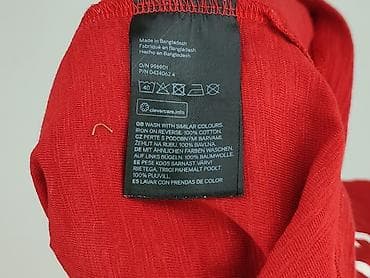 Made in Bangladesh
Fabriqué en Bangladesh
Hecho en Bangladesh
O/N 998901
P/N 0434062.4
40
clevercare.info
GB WASH WITH SIMILAR COLOURS.
IRON ON REVERSE. 100% COTTON.
CZ PERTE S PODOBNÝM BARVAMI.
ŽEHLIT NA RUBU. 100% BAVLNA.
DE MIT ÄHNLICHEN FARBEN WASCHEN.
AUF LINKS BÜGELN. 100% BAUMWOLLE.
EE PESE KOOS SARNAST VÄRVI
RIIETEGA. TRIIGI PAHEMALT POOLT.
100% PUUVILL.
ES LAVAR CON PRENDAS DE COLOR